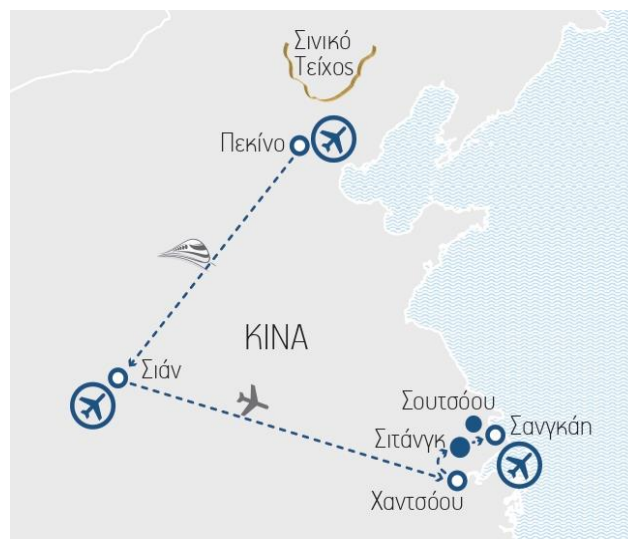 Σινικό
Τείχος
Πεκίνο
ΚΙΝΑ
Σιάν
Σουτσόου
Σανγκάη
Σιτάνγκ
Χαντσόου